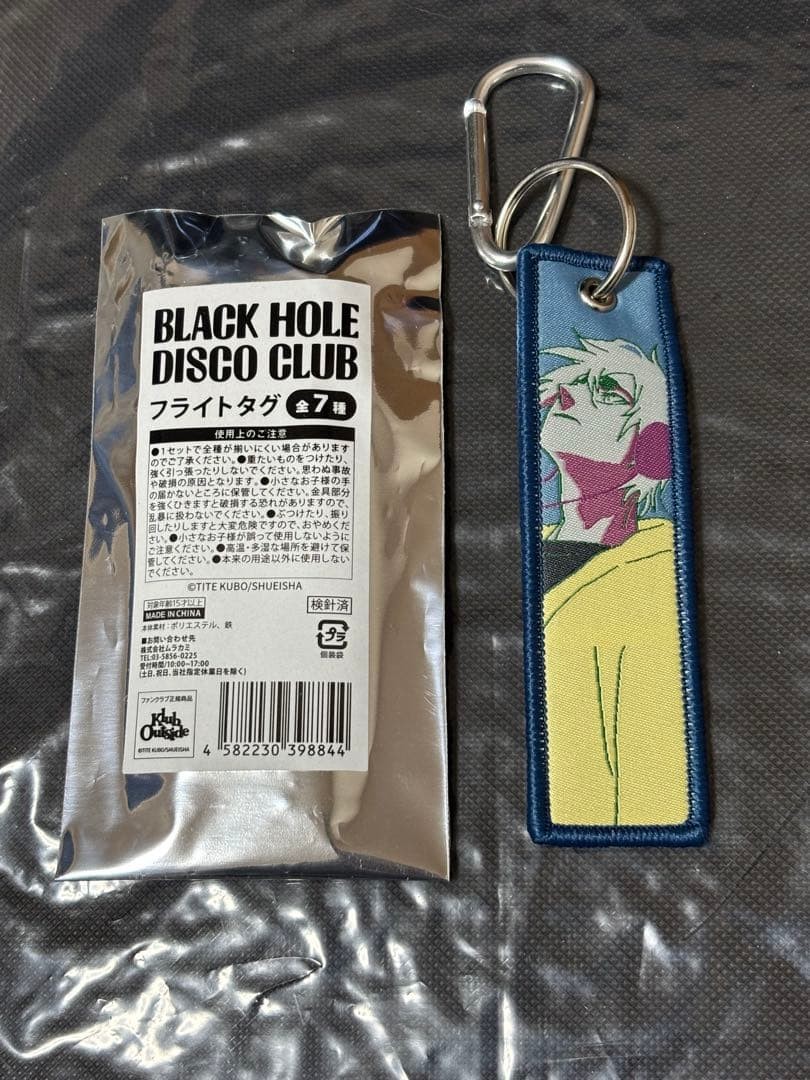 BLACK HOLE
DISCO CLUB
フライトタグ 全7種
使用上のご注意
●1セットで全種が揃いにくい場合があります
のでご了承ください。●重たいものをつけたり、
強く引っ張ったりしないでください。思わぬ事故
や破損の原因となります。●小さなお子様の手
の届かないところに保管してください。金具部分
を強くひきますと破損する恐れがありますので、
乱暴に扱わないでください。●ぶつけたり、振り
回したりしますと大変危険ですので、おやめくだ
さい。●小さなお子様が誤って使用しないように
ご注意ください。●高温・多湿な場所を避けて保
管してください。●本来の用途以外に使用しない
でください。
©TITE KUBO/SHUEISHA
対象年齢15才以上
MADE IN CHINA
検針済
本体素材:ポリエステル、鉄
■お問い合わせ先
株式会社ムラカミ
TEL:03-5856-0225
受付時間/10:00~17:00
(土日、祝日、当社指定休業日を除く)
プラ
個装袋
ファンクラブ正規商品
Klub
Outside
©TITE KUBO/SHUEISHA
4 582230 398844